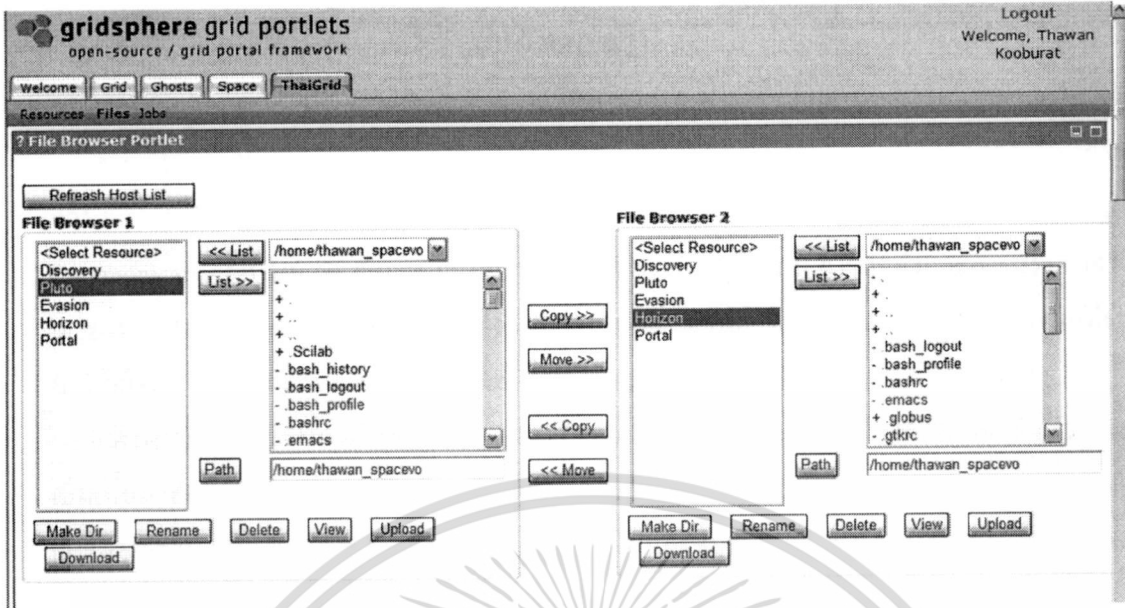 gridsphere grid portlets
open-source / grid portal framework
Logout
Welcome, Thawan
Kooburat
Welcome Grid Ghosts Space ThaiGrid
Resources Files Jobs
? File Browser Portlet
Refreash Host List
File Browser 1
<Select Resource>
Discovery
Pluto
Evasion
Horizon
Portal
<< List
/home/thawan_spacevo
List >>
- .
+ .
+ ..
+ ..
+ .Scilab
- .bash_history
- .bash_logout
- .bash_profile
- .bashrc
- .emacs
Path
/home/thawan_spacevo
Make Dir Rename Delete View Upload
Download
Copy >>
Move >>
<< Copy
<< Move
File Browser 2
<Select Resource>
Discovery
Pluto
Evasion
Horizon
Portal
<< List
/home/thawan_spacevo
List >>
- .
+ .
+ ..
+ ..
- .bash_logout
- .bash_profile
- .bashrc
- .emacs
+ .globus
- .gtkrc
Path
/home/thawan_spacevo
Make Dir Rename Delete View Upload
Download